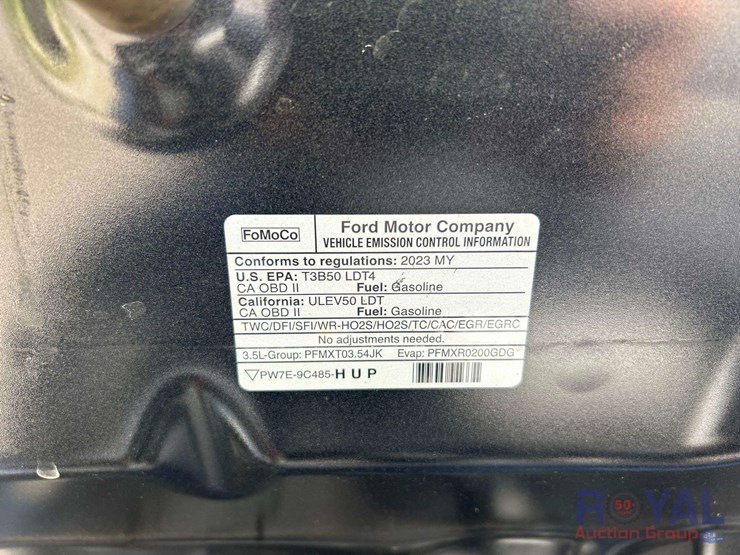 FoMoCo
Ford Motor Company
VEHICLE EMISSION CONTROL INFORMATION
Conforms to regulations: 2023 MY
U.S. EPA: T3B50 LDT4
CA OBD II Fuel: Gasoline
California: ULEV50 LDT
CA OBD II Fuel: Gasoline
TWC/DFI/SFI/WR-HO2S/HO2S/TC/CAC/EGR/EGRC
No adjustments needed.
3.5L-Group: PFMXT03.54JK Evap: PFMXR0200GDG
PW7E-9C485-HUP
50
ROYAL
Auction Group